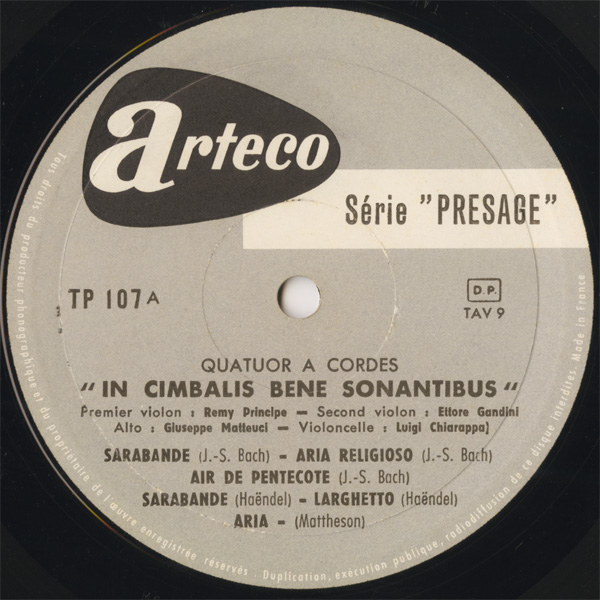 arteco
Série "PRESAGE"
TP 107 A
D.P.
TAV 9
QUATUOR A CORDES
"IN CIMBALIS BENE SONANTIBUS"
Premier violon : Remy Principe — Second violon : Ettore Gandini
Alto : Giuseppe Matteuci — Violoncelle : Luigi Chiarappa)
SARABANDE (J.-S. Bach) - ARIA RELIGIOSO (J.-S. Bach)
AIR DE PENTECOTE (J.-S. Bach)
SARABANDE (Haëndel) - LARGHETTO (Haëndel)
ARIA - (Mattheson)
Tous droits du producteur phonographique et du propriétaire de l'œuvre enregistrée réservés - Duplication, exécution publique, radiodiffusion de ce disque interdites. Made in France